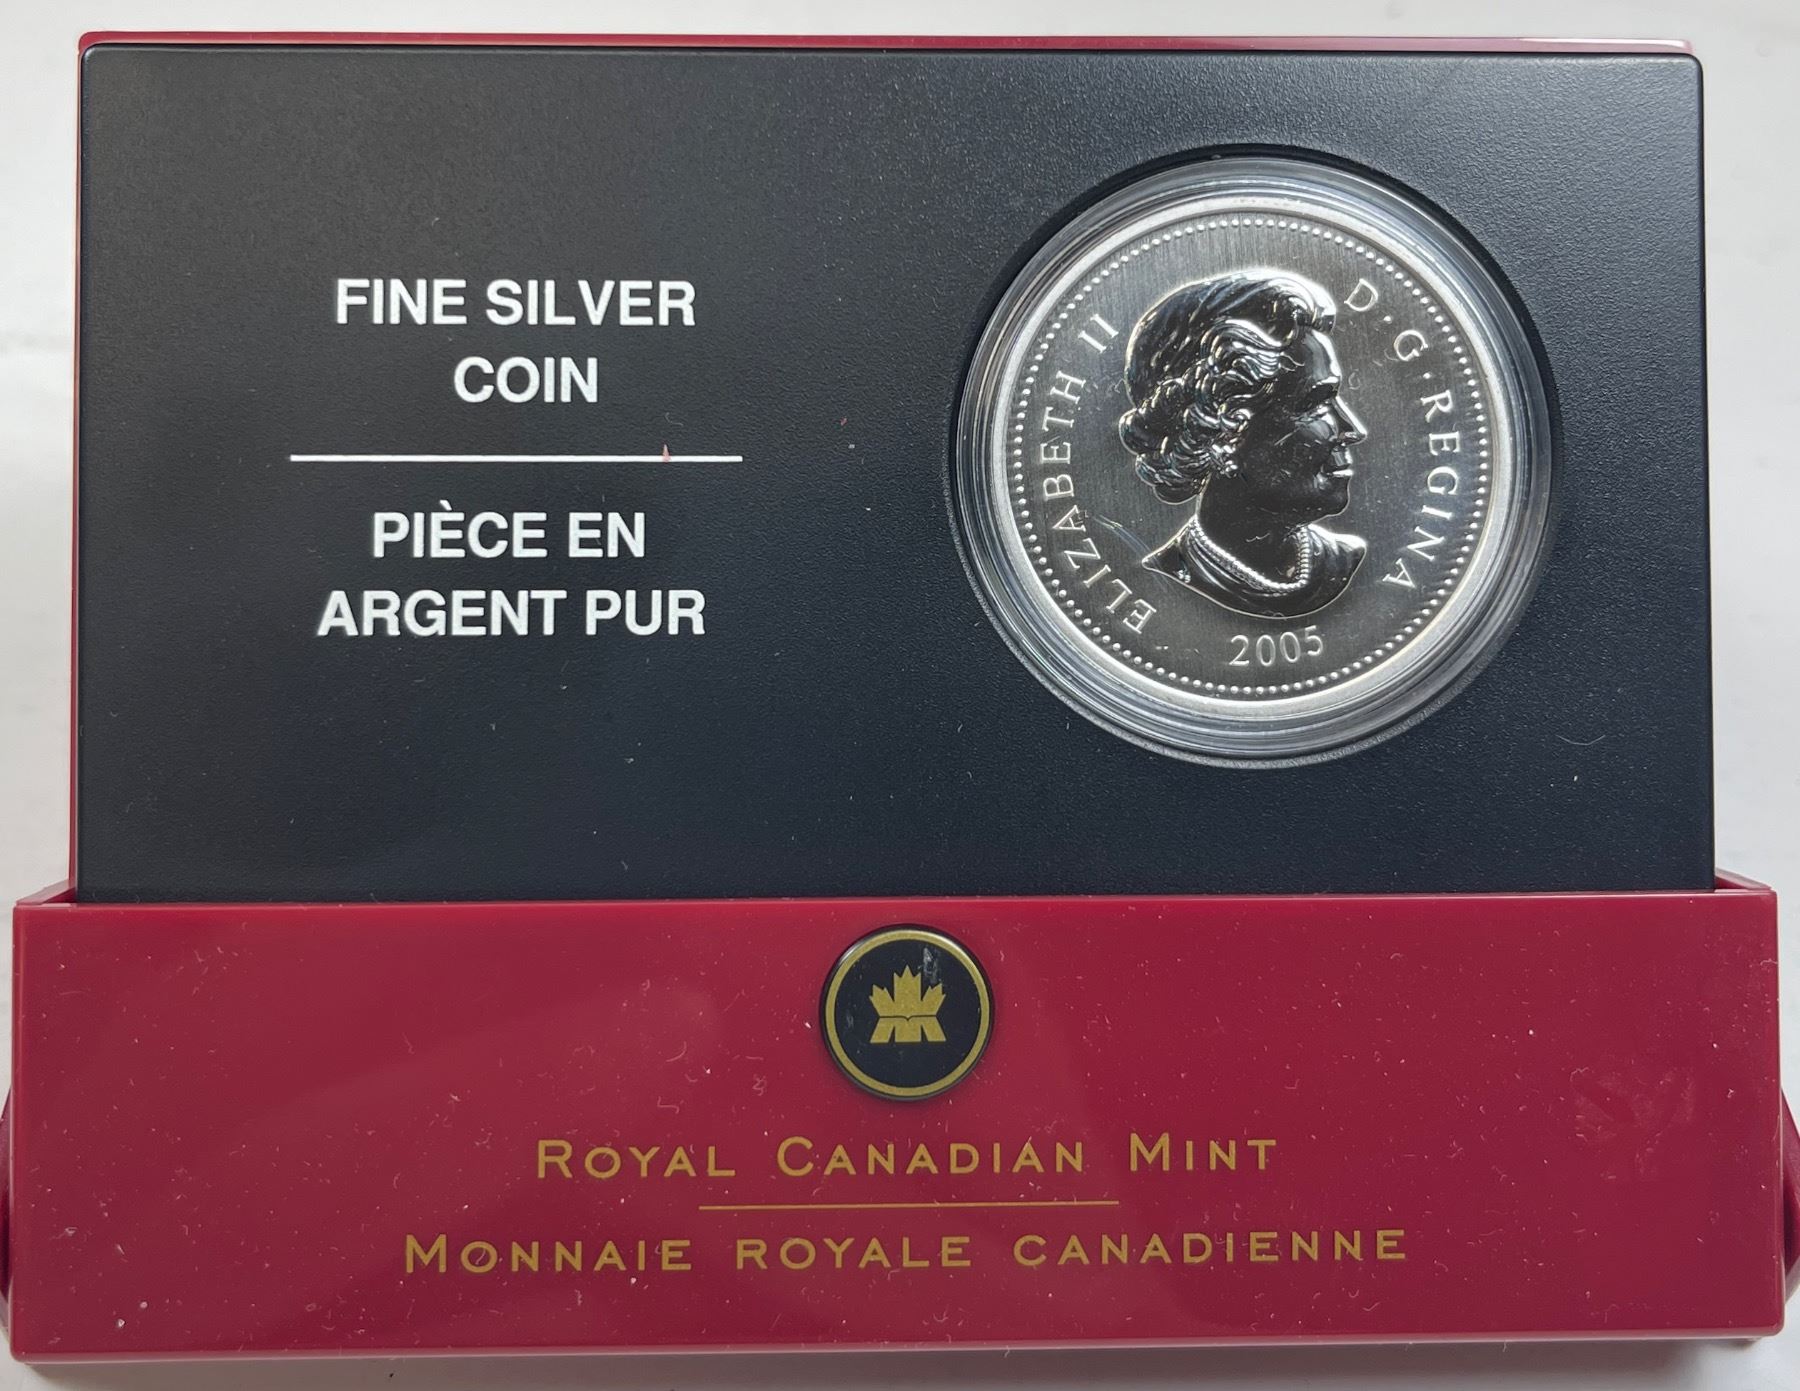 FINE SILVER
COIN
PIÈCE EN
ARGENT PUR
ELIZABETH II D·G·REGINA
2005
ROYAL CANADIAN MINT
MONNAIE ROYALE CANADIENNE